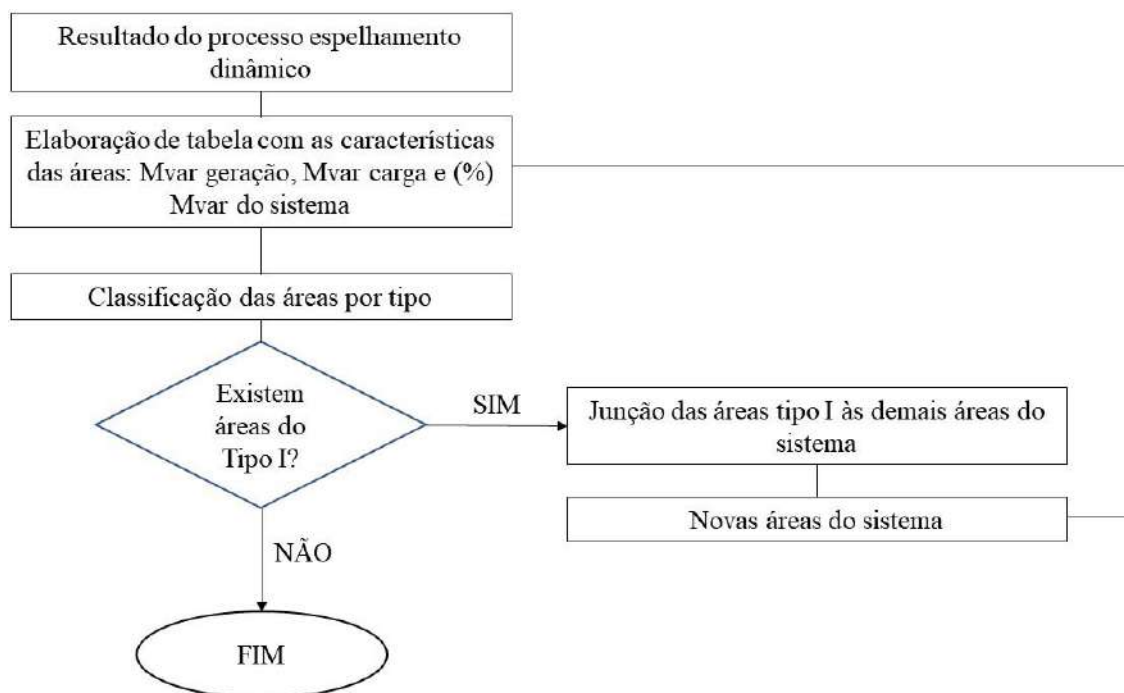 Resultado do processo espelhamento
dinâmico
Elaboração de tabela com as características
das áreas: Mvar geração, Mvar carga e (%)
Mvar do sistema
Classificação das áreas por tipo
Existem
áreas do
Tipo I?
SIM
Junção das áreas tipo I às demais áreas do
sistema
Novas áreas do sistema
NÃO
FIM